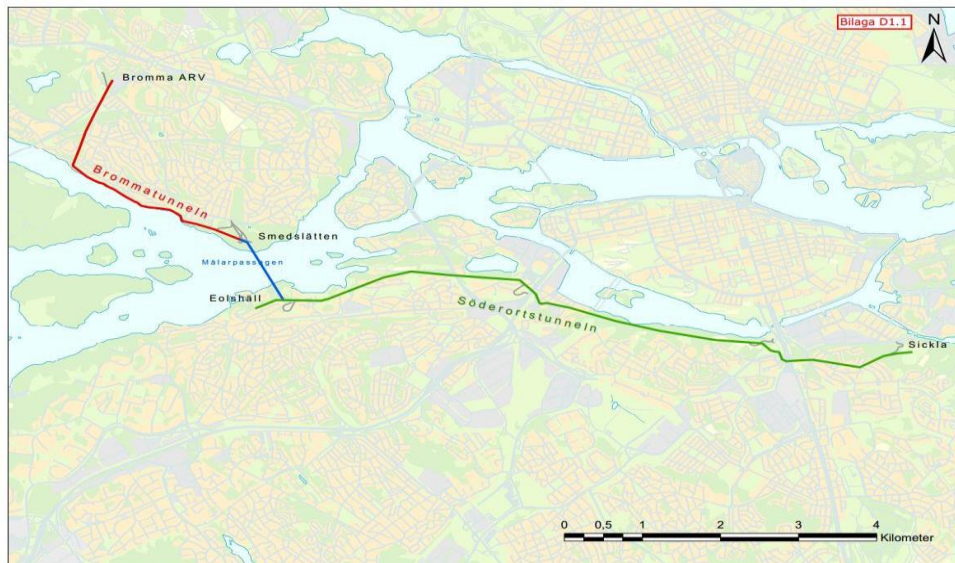 Bilaga D1.1
N
Bromma ARV
Brommatunneln
Smedslätten
Mälarpassagen
Eolshäll
Söderortstunneln
Sickla
0 0,5 1 2 3 4
Kilometer